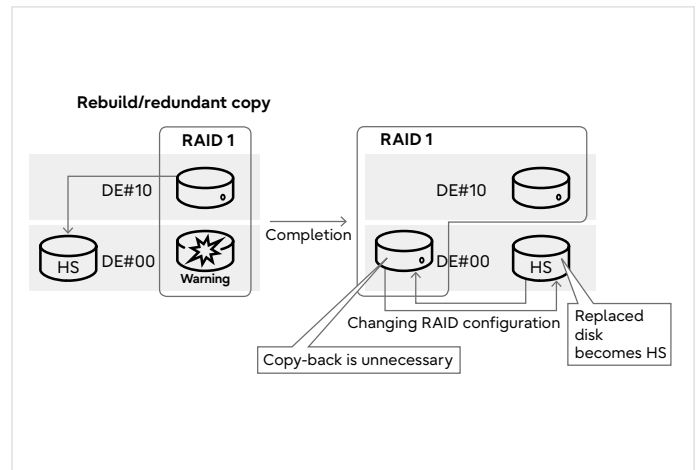 Rebuild/redundant copy
RAID 1
DE#10
HS
DE#00
Warning
Completion
RAID 1
DE#10
DE#00
HS
Changing RAID configuration
Copy-back is unnecessary
Replaced
disk
becomes HS